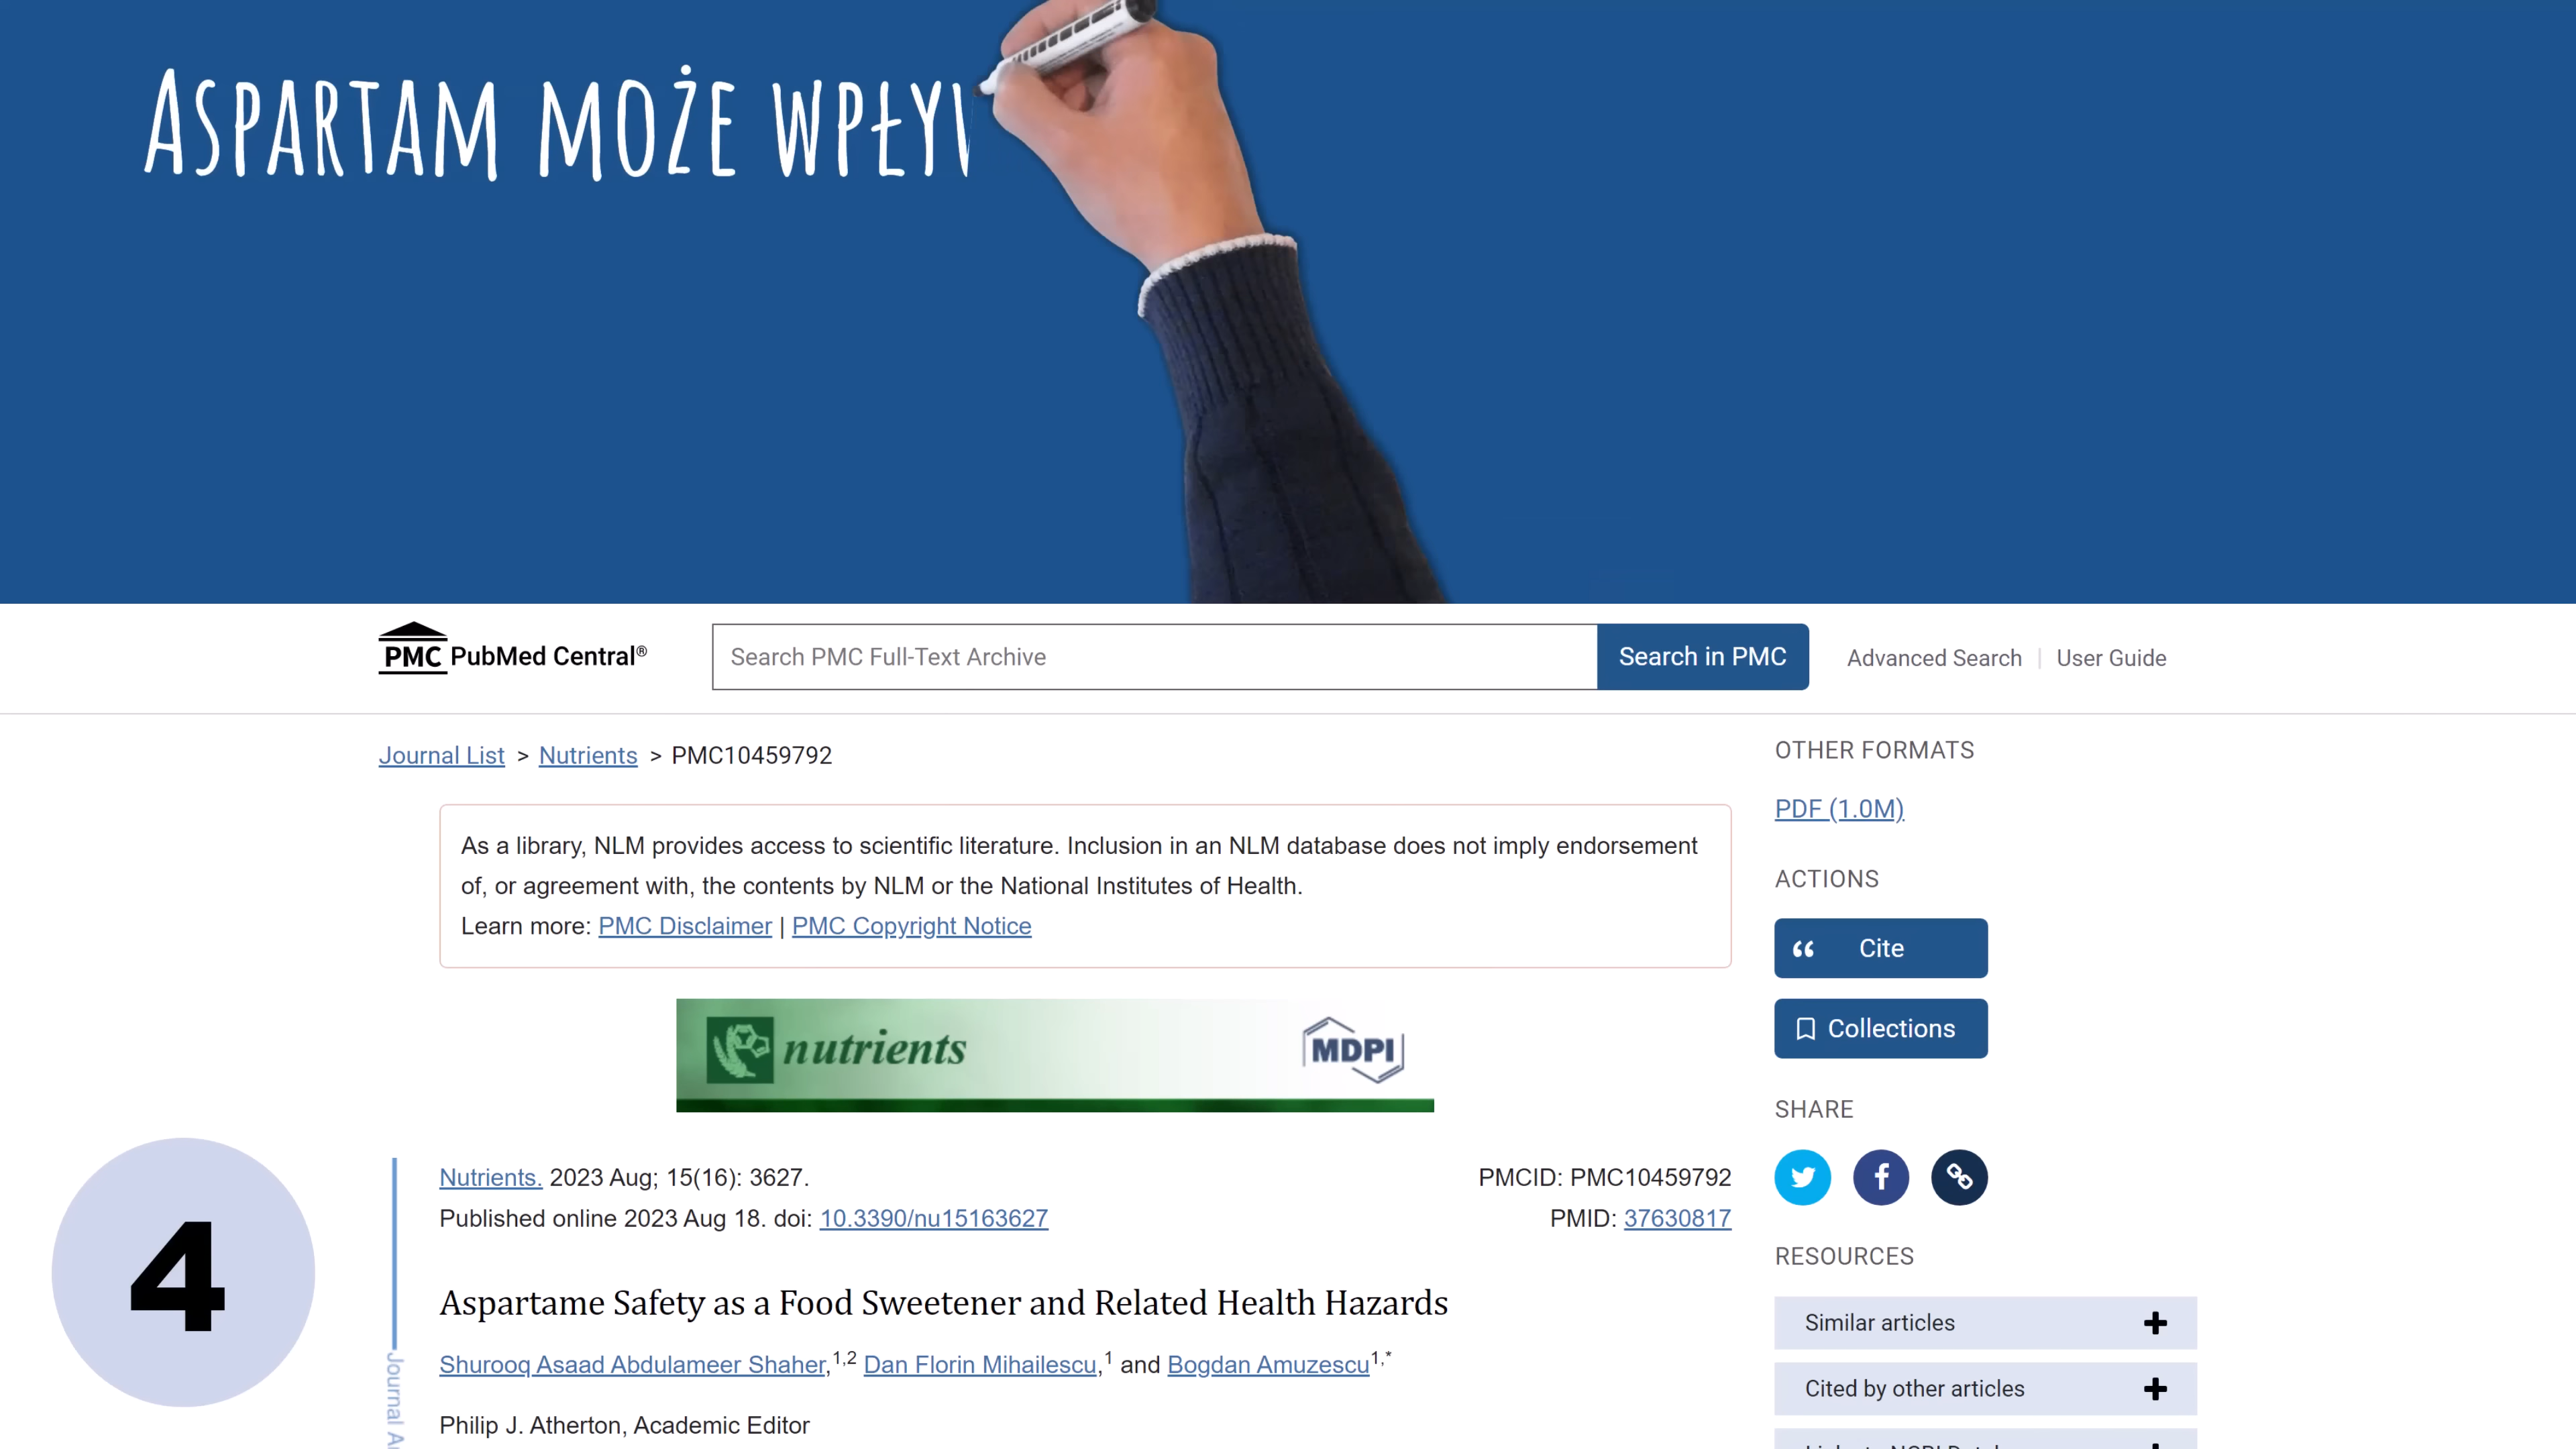 ASPARTAM MOŻE
PMC PubMed Central®
Search PMC Full-Text Archive
Search in PMC
Advanced Search | User Guide
Journal List > Nutrients > PMC10459792
As a library, NLM provides access to scientific literature. Inclusion in an NLM database does not imply endorsement
of, or agreement with, the contents by NLM or the National Institutes of Health.
Learn more: PMC Disclaimer | PMC Copyright Notice
nutrients
MDPI
4
Nutrients. 2023 Aug; 15(16): 3627.
Published online 2023 Aug 18. doi: 10.3390/nu15163627
PMCID: PMC10459792
PMID: 37630817
Aspartame Safety as a Food Sweetener and Related Health Hazards
Shurooq Asaad Abdulameer Shaher,1,2 Dan Florin Mihailescu,1 and Bogdan Amuzescu1,*
Philip J. Atherton, Academic Editor
Journal
OTHER FORMATS
PDF (1.0M)
ACTIONS
Cite
Collections
SHARE
RESOURCES
Similar articles
Cited by other articles